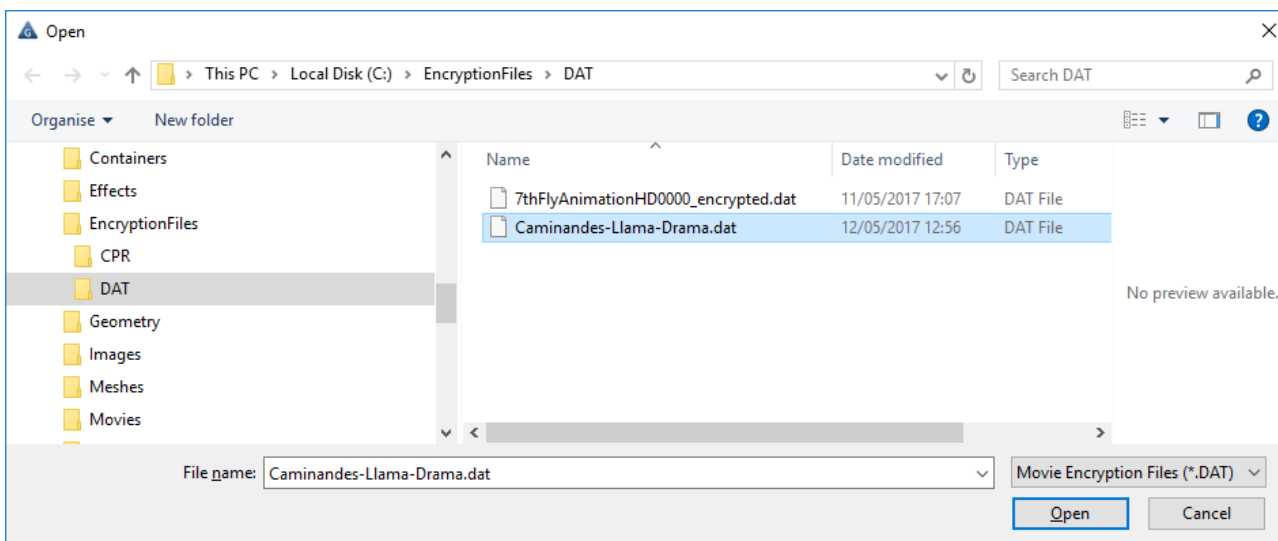 Open
This PC > Local Disk (C:) > EncryptionFiles > DAT
Search DAT
Organise
New folder
Containers
Effects
EncryptionFiles
CPR
DAT
Geometry
Images
Meshes
Movies
Name Date modified Type
7thFlyAnimationHD0000_encrypted.dat 11/05/2017 17:07 DAT File
Caminandes-Llama-Drama.dat 12/05/2017 12:56 DAT File
No preview available.
File name: Caminandes-Llama-Drama.dat
Movie Encryption Files (*.DAT)
Open
Cancel